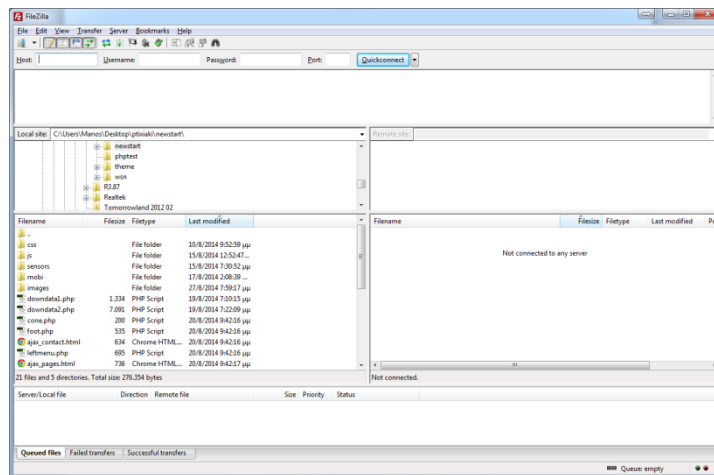 FileZilla
File Edit View Transfer Server Bookmarks Help
Host: Username: Password: Port: Quickconnect
Local site: C:\Users\Manos\Desktop\ptixiaki\newstart\
Remote site:
newstart
phptest
theme
wsn
R3.87
Realtek
Tomorrowland 2012 02
Filename Filesize Filetype Last modified
Filename Filesize Filetype Last modified
..
css File folder 10/8/2014 9:52:59 μμ
js File folder 15/8/2014 12:52:47...
sensors File folder 15/8/2014 7:30:52 μμ
mobi File folder 17/8/2014 2:08:39 ...
images File folder 27/8/2014 7:59:17 μμ
downdata1.php 1.334 PHP Script 19/8/2014 7:10:15 μμ
downdata2.php 7.091 PHP Script 19/8/2014 7:22:09 μμ
cone.php 200 PHP Script 20/8/2014 9:42:16 μμ
foot.php 535 PHP Script 20/8/2014 9:42:16 μμ
ajax_contact.html 634 Chrome HTML... 20/8/2014 9:42:16 μμ
leftmenu.php 695 PHP Script 20/8/2014 9:42:16 μμ
ajax_pages.html 736 Chrome HTML... 20/8/2014 9:42:17 μμ
Not connected to any server
21 files and 5 directories. Total size: 276.354 bytes
Not connected.
Server/Local file Direction Remote file Size Priority Status
Queued files Failed transfers Successful transfers
Queue: empty